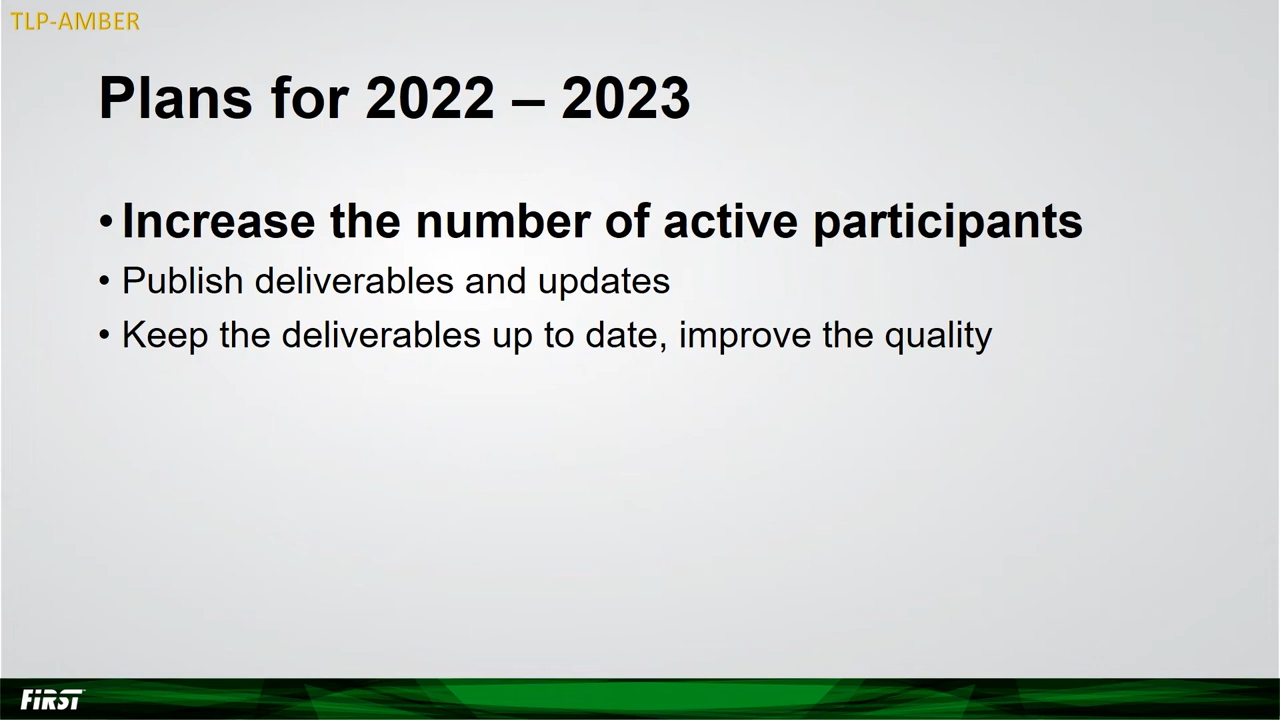 TLP-AMBER
Plans for 2022 – 2023
• Increase the number of active participants
• Publish deliverables and updates
• Keep the deliverables up to date, improve the quality
FiRST